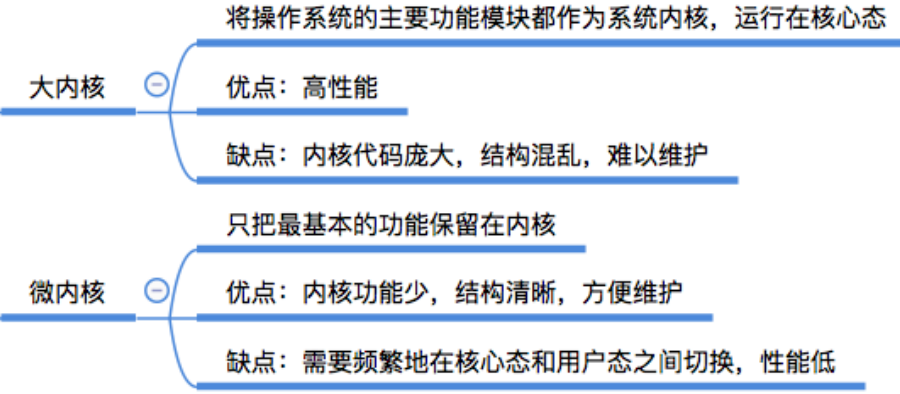 将操作系统的主要功能模块都作为系统内核，运行在核心态
大内核
优点：高性能
缺点：内核代码庞大，结构混乱，难以维护
只把最基本的功能保留在内核
微内核
优点：内核功能少，结构清晰，方便维护
缺点：需要频繁地在核心态和用户态之间切换，性能低